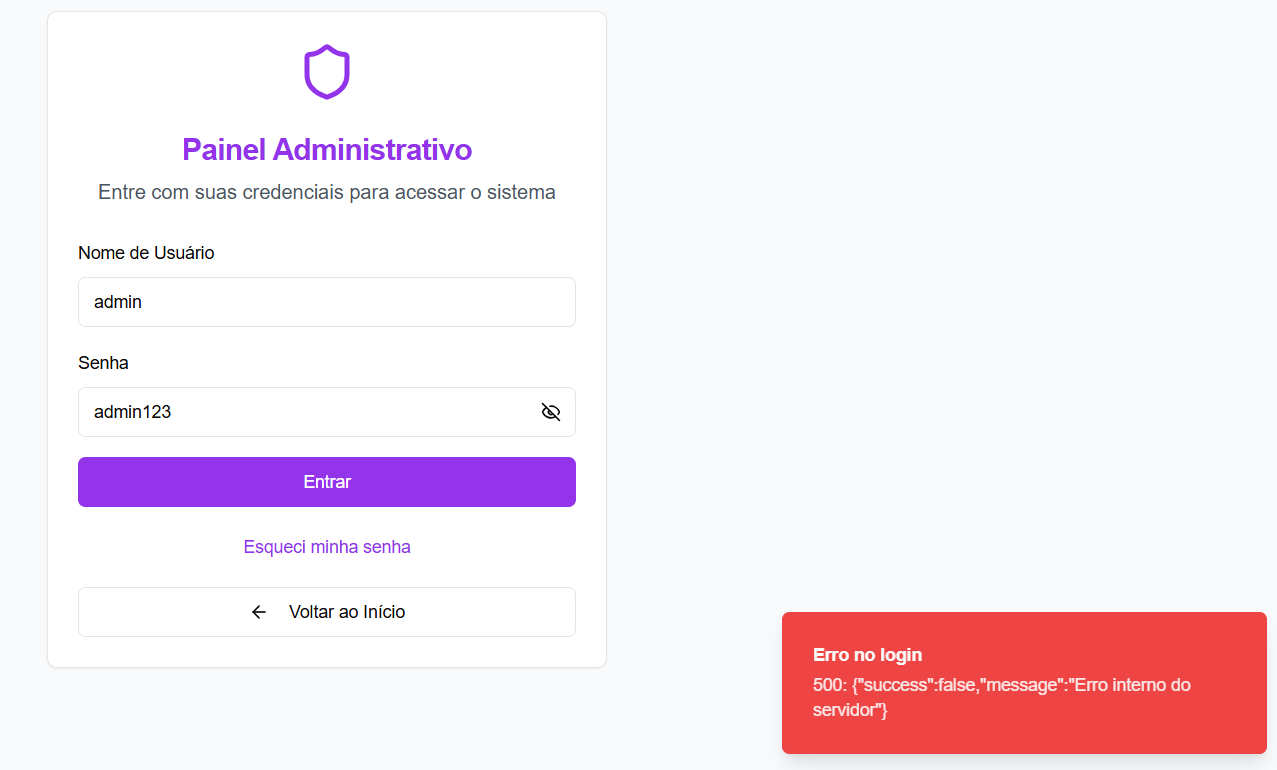 Painel Administrativo
Entre com suas credenciais para acessar o sistema
Nome de Usuário
admin
Senha
admin123
Entrar
Esqueci minha senha
Voltar ao Início
Erro no login
500: {"success":false,"message":"Erro interno do
servidor"}